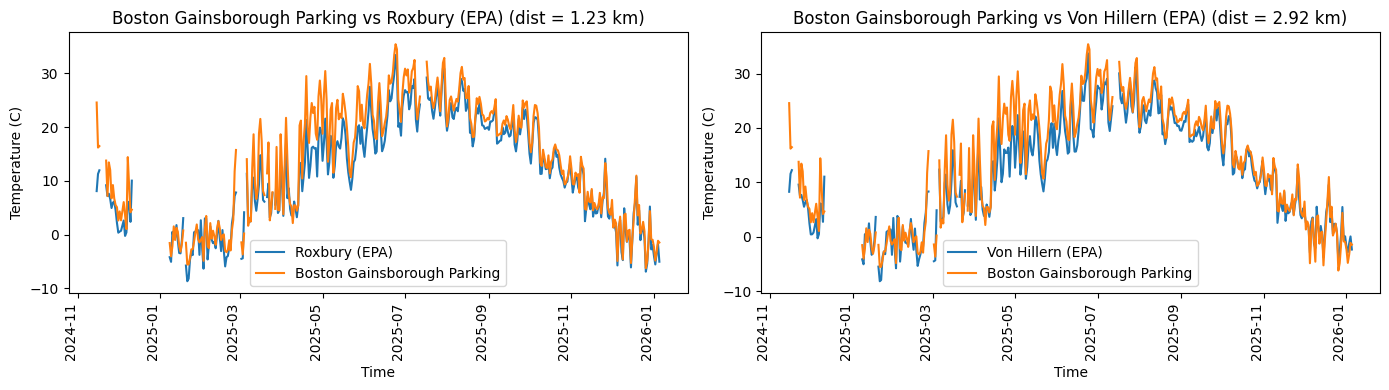 Boston Gainsborough Parking vs Roxbury (EPA) (dist = 1.23 km)
Temperature (C)
30
20
10
0
−10
Roxbury (EPA)
Boston Gainsborough Parking
2024-11
2025-01
2025-03
2025-05
2025-07
2025-09
2025-11
2026-01
Time
Boston Gainsborough Parking vs Von Hillern (EPA) (dist = 2.92 km)
Temperature (C)
30
20
10
0
−10
Von Hillern (EPA)
Boston Gainsborough Parking
2024-11
2025-01
2025-03
2025-05
2025-07
2025-09
2025-11
2026-01
Time